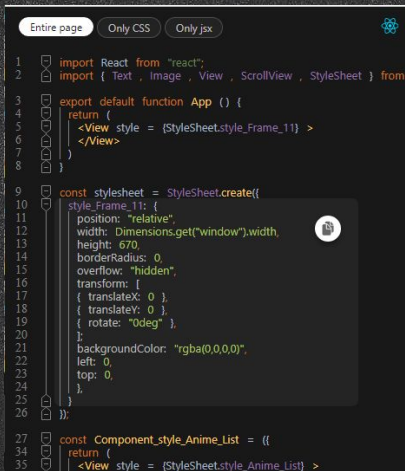 Entire page Only CSS Only jsx
1 import React from "react";
2 import { Text , Image , View , ScrollView , StyleSheet } from
3 export default function App () {
4 return (
5 <View style = {StyleSheet.style_Frame_11} >
6 </View>
7 )
8 }
9 const stylesheet = StyleSheet.create({
10 style_Frame_11: {
11 position: "relative",
12 width: Dimensions.get("window").width,
13 height: 670,
14 borderRadius: 0,
15 overflow: "hidden",
16 transform: [
17 { translateX: 0 },
18 { translateY: 0 },
19 { rotate: "0deg" },
20 ];
21 backgroundColor: "rgba(0,0,0,0)",
22 left: 0,
23 top: 0,
24 },
25 }
26 });
27 const Component_style_Anime_List = ({
34 return (
35 <View style = {StyleSheet.style_Anime_List} >